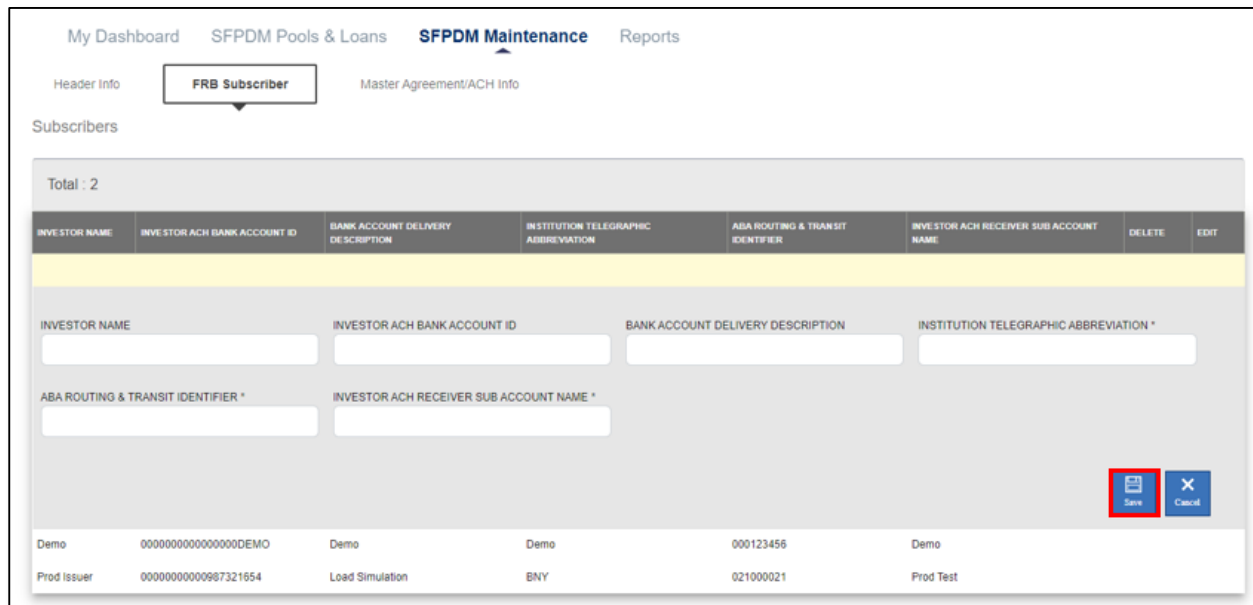 My Dashboard SFPDM Pools & Loans SFPDM Maintenance Reports
Header Info FRB Subscriber Master Agreement/ACH Info
Subscribers
Total : 2
INVESTOR NAME INVESTOR ACH BANK ACCOUNT ID BANK ACCOUNT DELIVERY DESCRIPTION INSTITUTION TELEGRAPHIC ABBREVIATION ABA ROUTING & TRANSIT IDENTIFIER INVESTOR ACH RECEIVER SUB ACCOUNT NAME DELETE EDIT
INVESTOR NAME INVESTOR ACH BANK ACCOUNT ID BANK ACCOUNT DELIVERY DESCRIPTION INSTITUTION TELEGRAPHIC ABBREVIATION *
ABA ROUTING & TRANSIT IDENTIFIER * INVESTOR ACH RECEIVER SUB ACCOUNT NAME *
Save Cancel
Demo 0000000000000000DEMO Demo Demo 000123456 Demo
Prod Issuer 00000000000987321654 Load Simulation BNY 021000021 Prod Test